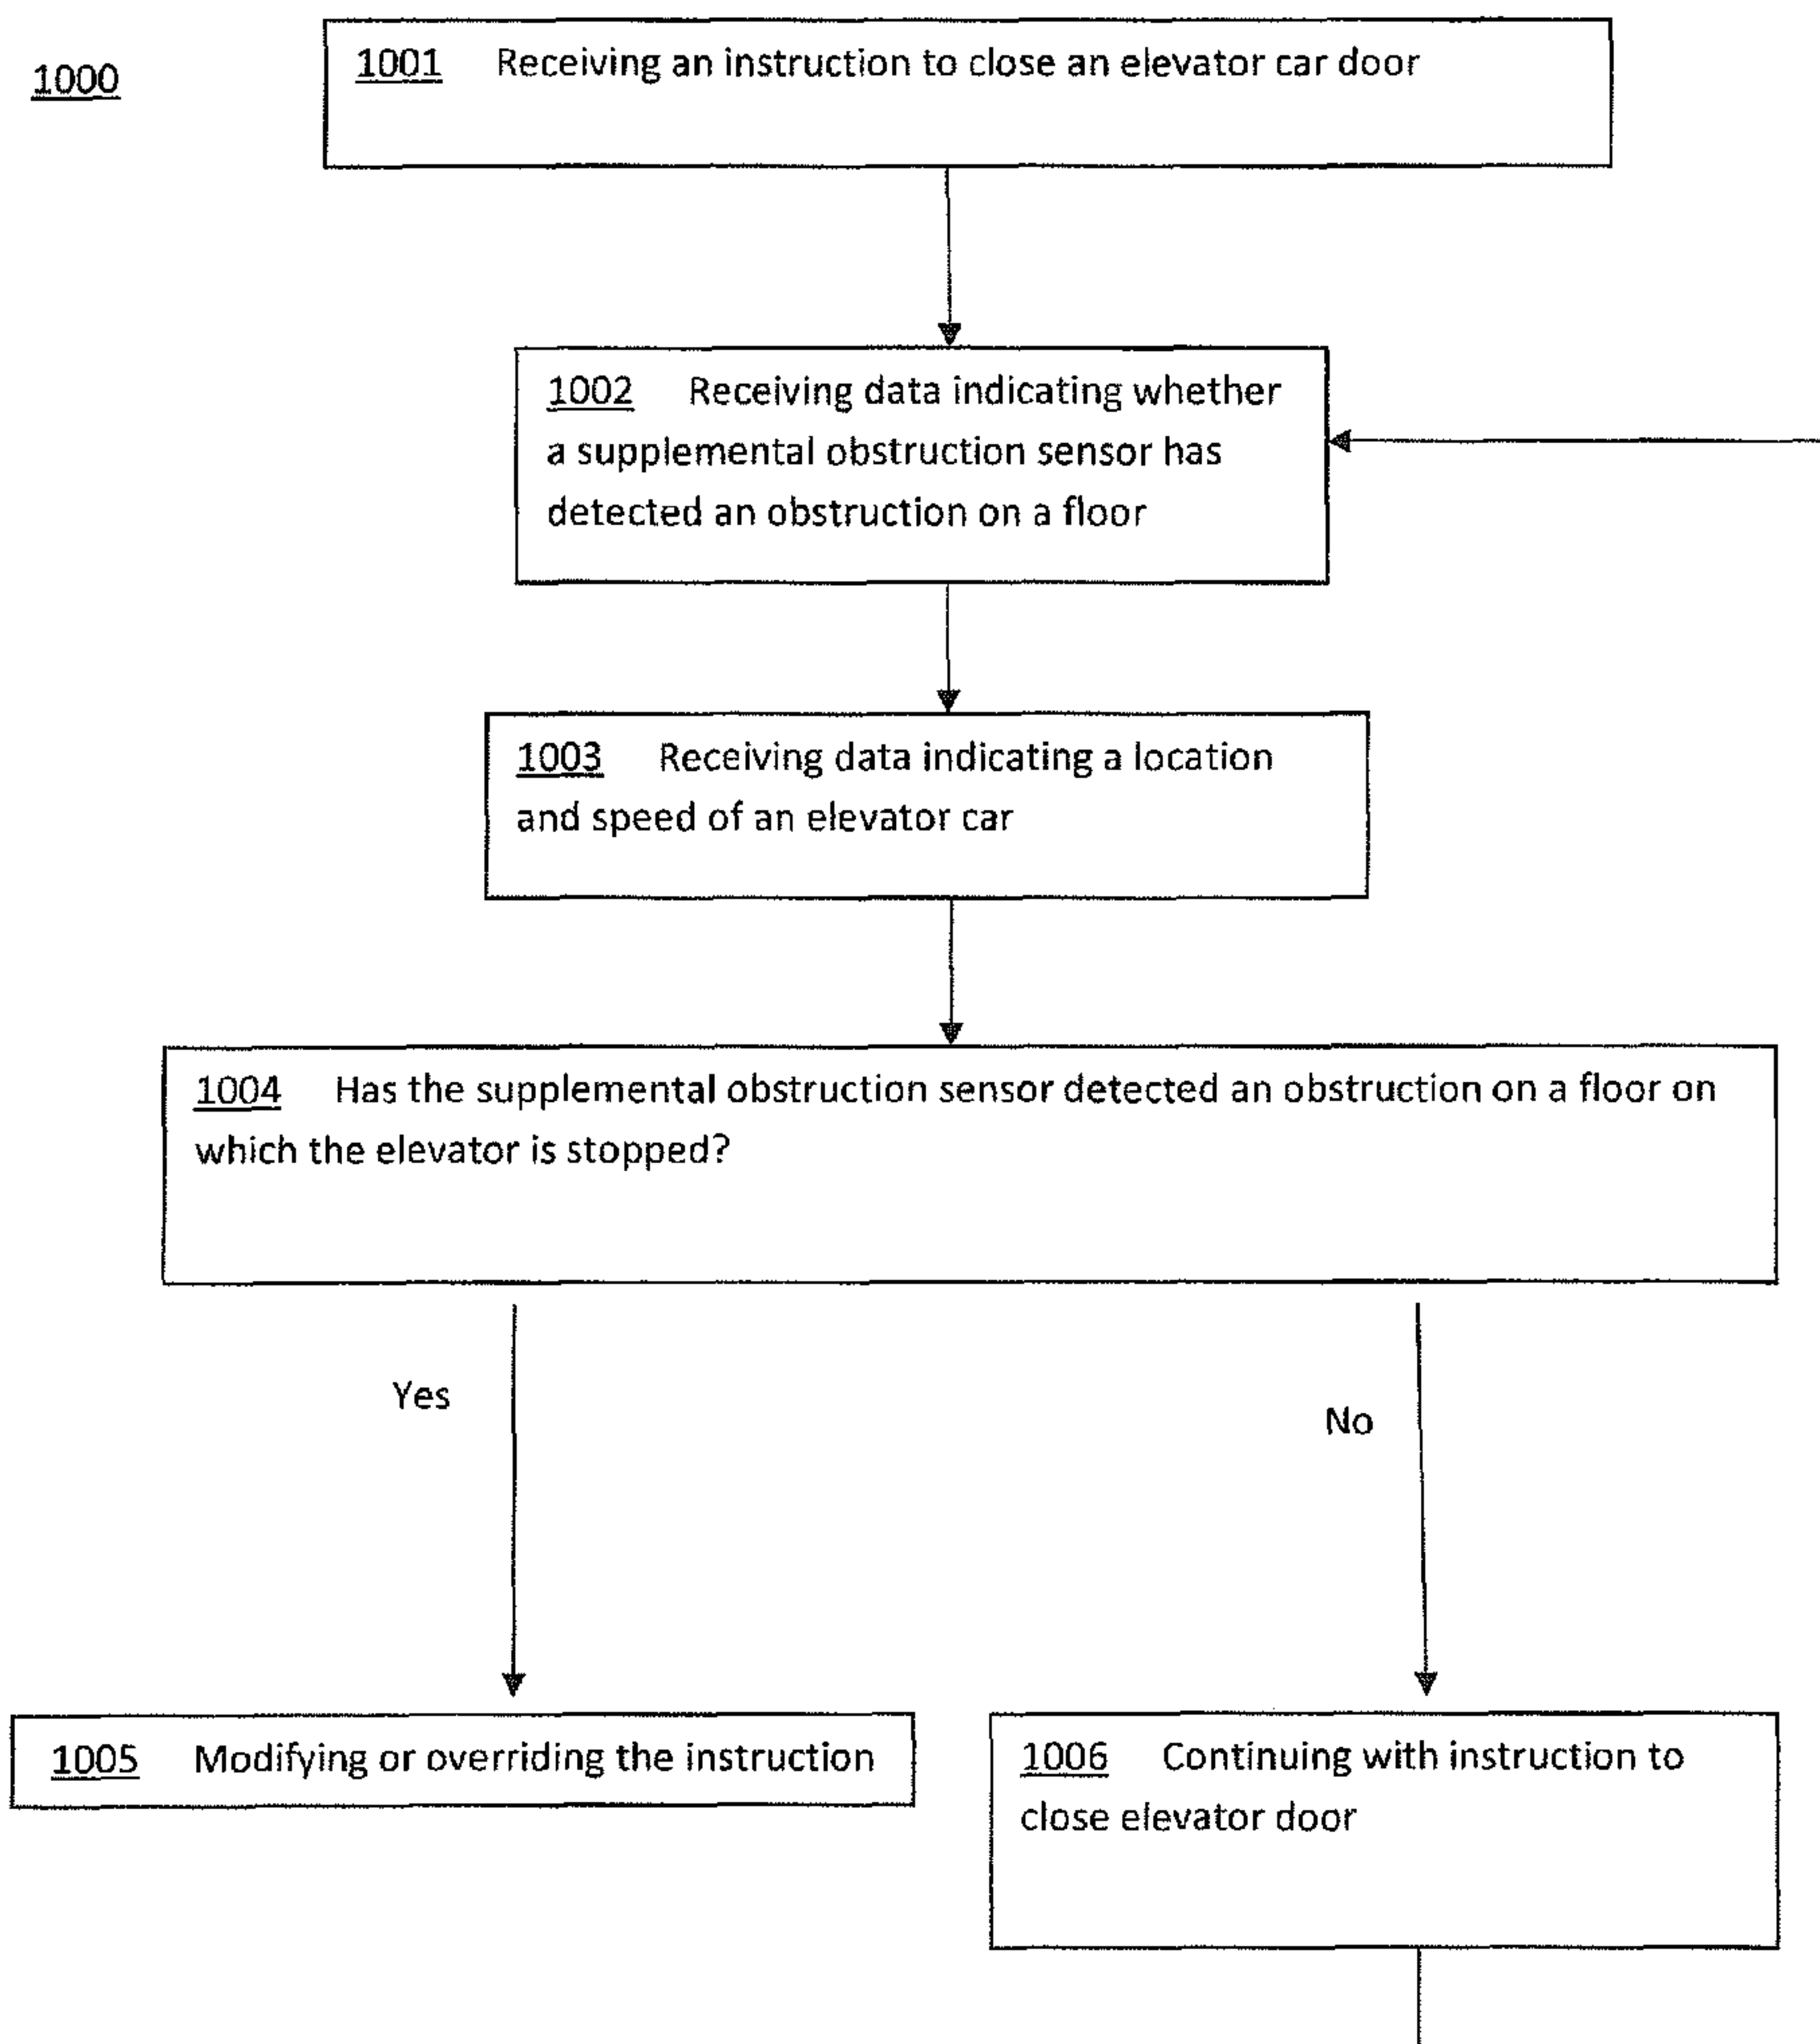 1000
1001 Receiving an instruction to close an elevator car door
1002 Receiving data indicating whether
a supplemental obstruction sensor has
detected an obstruction on a floor
1003 Receiving data indicating a location
and speed of an elevator car
1004 Has the supplemental obstruction sensor detected an obstruction on a floor on
which the elevator is stopped?
Yes
No
1005 Modifying or overriding the instruction
1006 Continuing with instruction to
close elevator door